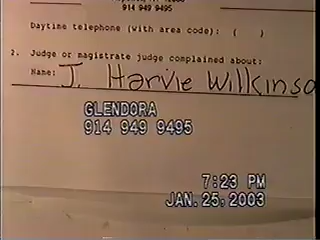 914 949 9495
Daytime telephone (with area code): ( )
2. Judge or magistrate judge complained about:
Name: J. Harvie Wilkinso
GLENDORA
914 949 9495
7:23 PM
JAN. 25, 2003